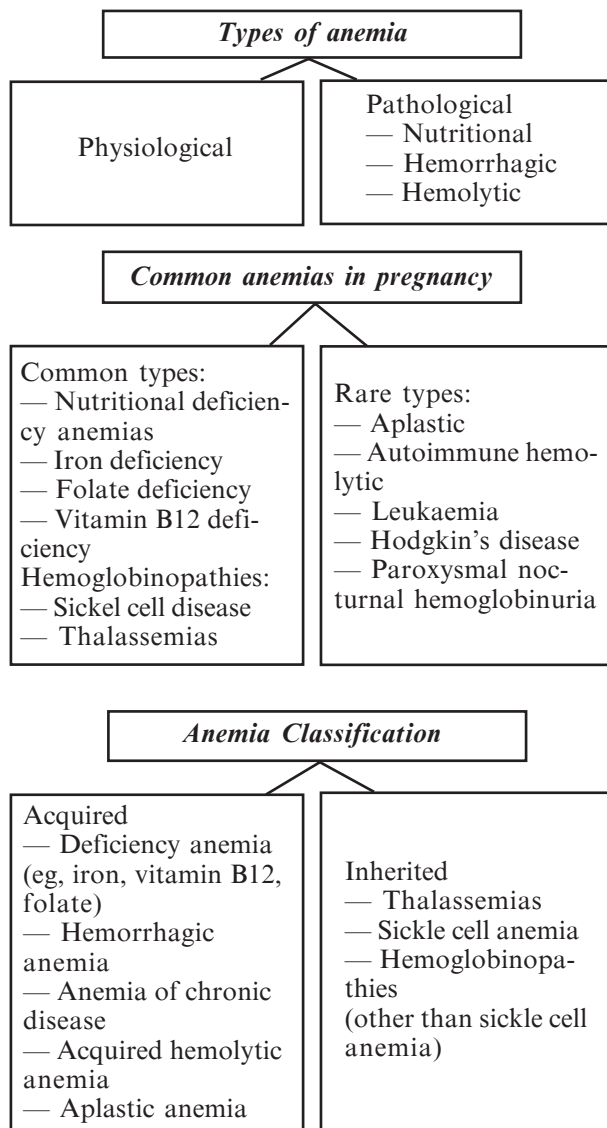 Types of anemia
Physiological
Pathological
— Nutritional
— Hemorrhagic
— Hemolytic
Common anemias in pregnancy
Common types:
— Nutritional deficien-
cy anemias
— Iron deficiency
— Folate deficiency
— Vitamin B12 defi-
ciency
Hemoglobinopathies:
— Sickel cell disease
— Thalassemias
Rare types:
— Aplastic
— Autoimmune hemo-
lytic
— Leukaemia
— Hodgkin’s disease
— Paroxysmal noc-
turnal hemoglobinuria
Anemia Classification
Acquired
— Deficiency anemia
(eg, iron, vitamin B12,
folate)
— Hemorrhagic
anemia
— Anemia of chronic
disease
— Acquired hemolytic
anemia
— Aplastic anemia
Inherited
— Thalassemias
— Sickle cell anemia
— Hemoglobinopa-
thies
(other than sickle cell
anemia)